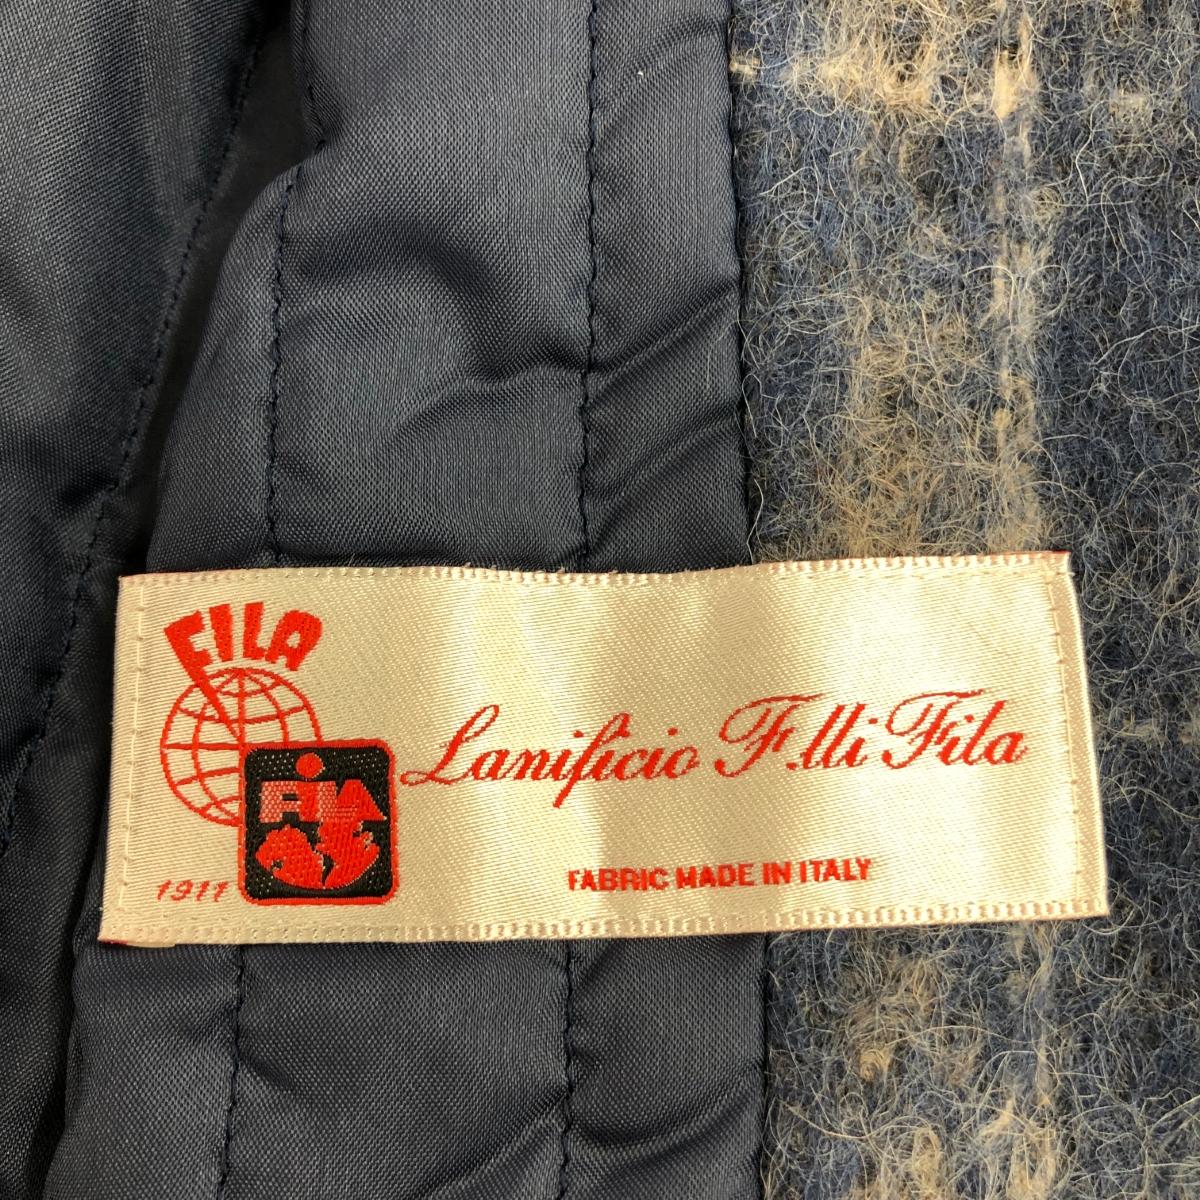 FILA
Lanificio F.lli Fila
FILA
1911
FABRIC MADE IN ITALY